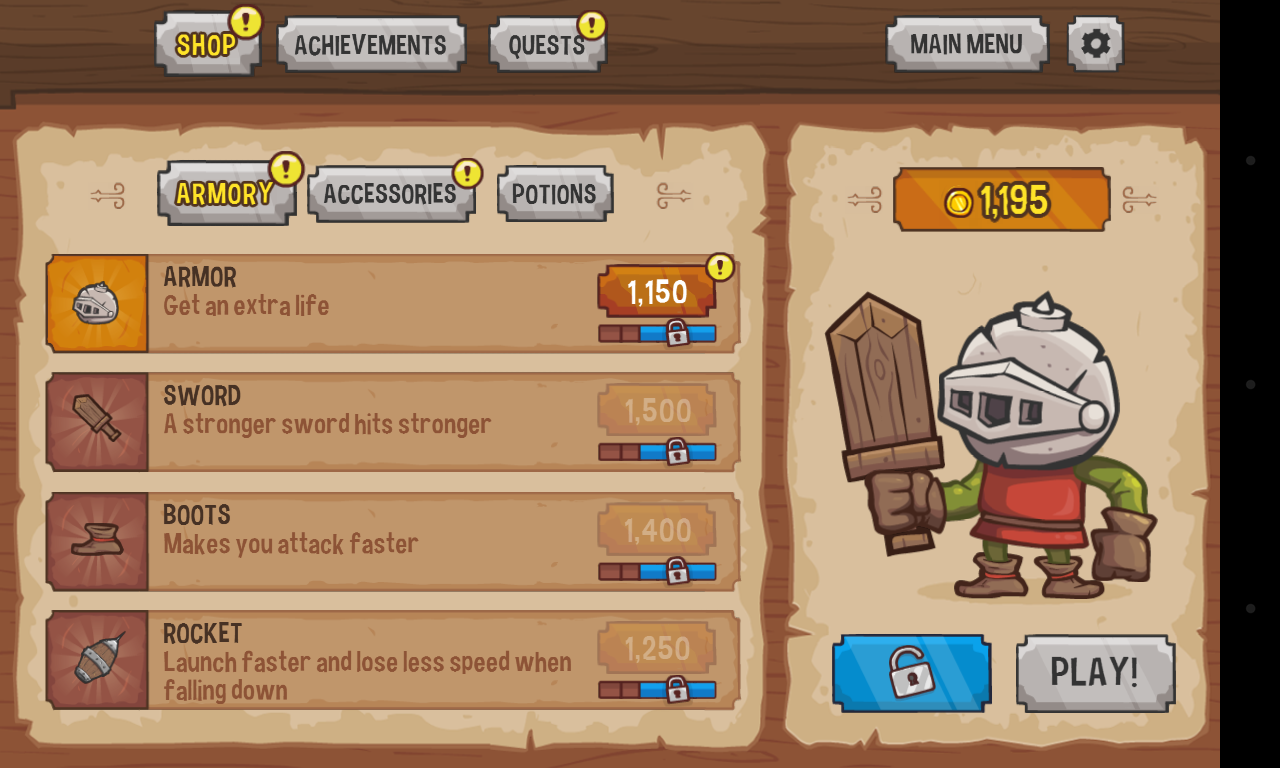 SHOP
ACHIEVEMENTS
QUESTS
MAIN MENU
ARMORY
ACCESSORIES
POTIONS
1,195
ARMOR
Get an extra life
1,150
SWORD
A stronger sword hits stronger
1,500
BOOTS
Makes you attack faster
1,400
ROCKET
Launch faster and lose less speed when
falling down
1,250
PLAY!